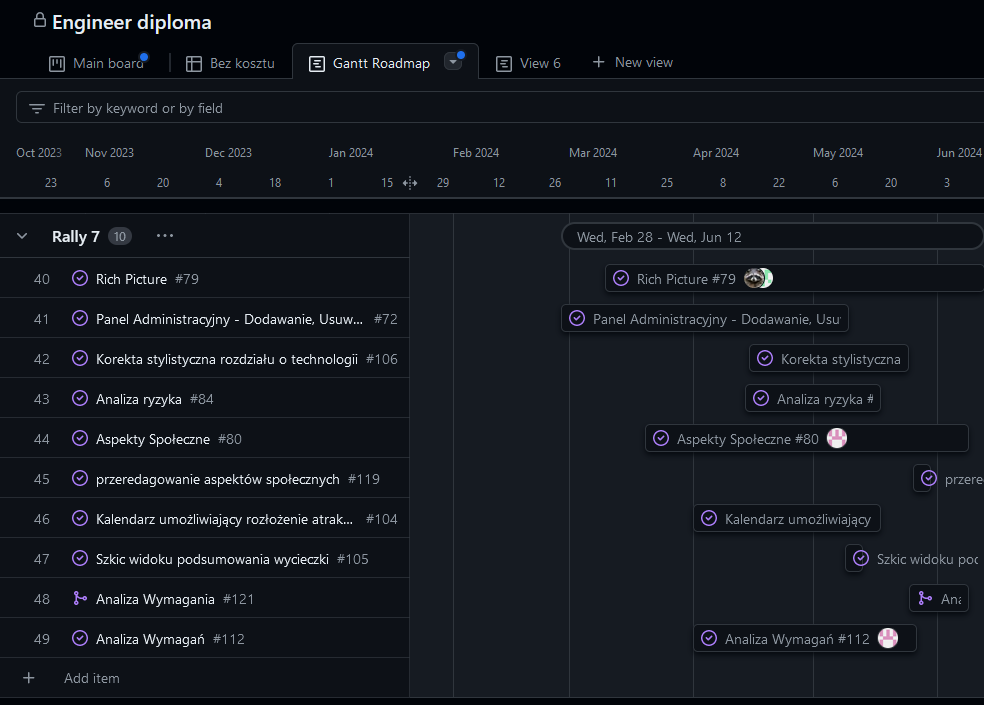 Engineer diploma
Main board Bez kosztu Gantt Roadmap View 6 New view
Filter by keyword or by field
Oct 2023 Nov 2023 Dec 2023 Jan 2024 Feb 2024 Mar 2024 Apr 2024 May 2024 Jun 2024
23 6 20 4 18 1 15 29 12 26 11 25 8 22 6 20 3
Rally 7 10 ... Wed, Feb 28 - Wed, Jun 12
40 Rich Picture #79 Rich Picture #79
41 Panel Administracyjny - Dodawanie, Usuw... #72 Panel Administracyjny - Dodawanie, Usu
42 Korekta stylistyczna rozdziału o technologii #106 Korekta stylistyczna
43 Analiza ryzyka #84 Analiza ryzyka #
44 Aspekty Społeczne #80 Aspekty Społeczne #80
45 przeredagowanie aspektów społecznych #119 przere
46 Kalendarz umożliwiający rozłożenie atrak... #104 Kalendarz umożliwiający
47 Szkic widoku podsumowania wycieczki #105 Szkic widoku poc
48 Analiza Wymagania #121 Ana
49 Analiza Wymagań #112 Analiza Wymagań #112
Add item